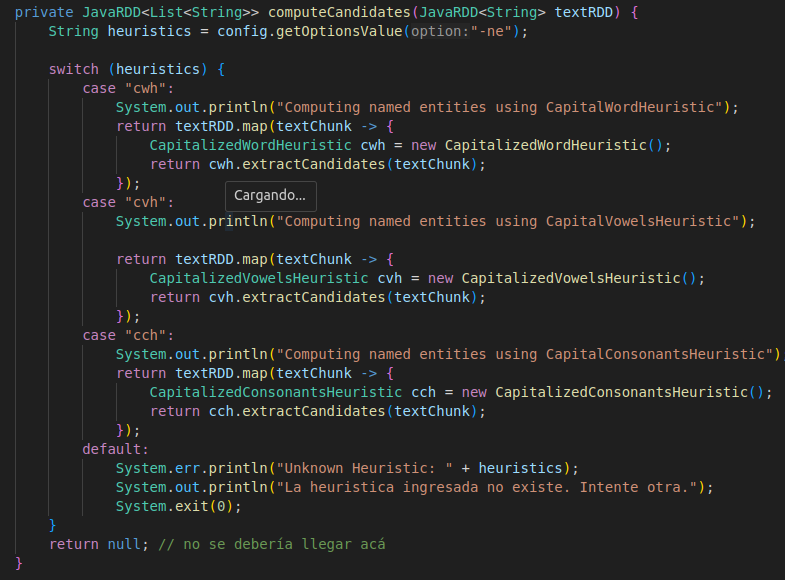 private JavaRDD<List<String>> computeCandidates(JavaRDD<String> textRDD) {
    String heuristics = config.getOptionsValue(option:"-ne");

    switch (heuristics) {
        case "cwh":
            System.out.println("Computing named entities using CapitalWordHeuristic");
            return textRDD.map(textChunk -> {
                CapitalizedWordHeuristic cwh = new CapitalizedWordHeuristic();
                return cwh.extractCandidates(textChunk);
            });
Cargando...
        case "cvh":
            System.out.println("Computing named entities using CapitalVowelsHeuristic");

            return textRDD.map(textChunk -> {
                CapitalizedVowelsHeuristic cvh = new CapitalizedVowelsHeuristic();
                return cvh.extractCandidates(textChunk);
            });
        case "cch":
            System.out.println("Computing named entities using CapitalConsonantsHeuristic")
            return textRDD.map(textChunk -> {
                CapitalizedConsonantsHeuristic cch = new CapitalizedConsonantsHeuristic();
                return cch.extractCandidates(textChunk);
            });
        default:
            System.err.println("Unknown Heuristic: " + heuristics);
            System.out.println("La heuristica ingresada no existe. Intente otra.");
            System.exit(0);
    }
    return null; // no se debería llegar acá
}